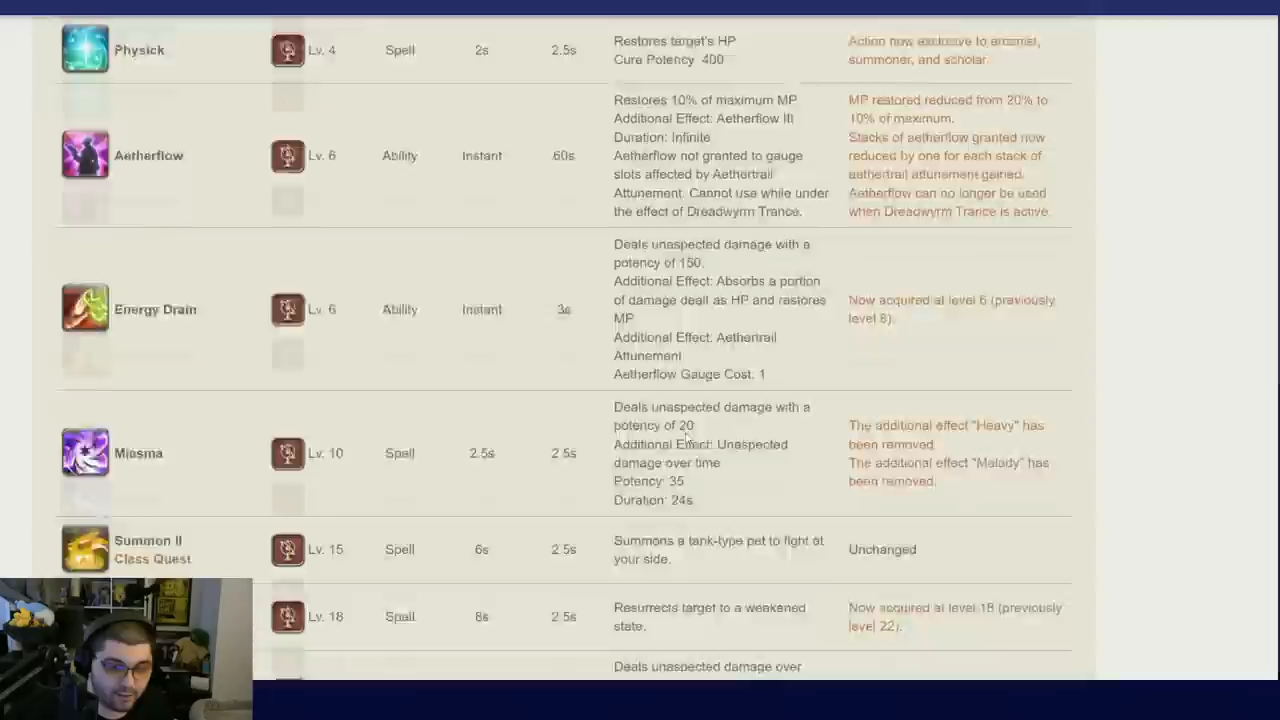 Physick
Lv. 4
Spell
2s
2.5s
Restores target's HP
Cure Potency 400
Action now exclusive to arcanist,
summoner, and scholar.
Aetherflow
Lv. 6
Ability
Instant
60s
Restores 10% of maximum MP
Additional Effect: Aetherflow III
Duration: Infinite
Aetherflow not granted to gauge
slots affected by Aethertrail
Attunement. Cannot use while under
the effect of Dreadwyrm Trance.
MP restored reduced from 20% to
10% of maximum.
Stacks of aetherflow granted now
reduced by one for each stack of
aethertrail attunement gained.
Aetherflow can no longer be used
when Dreadwyrm Trance is active.
Energy Drain
Lv. 6
Ability
Instant
3s
Deals unaspected damage with a
potency of 150.
Additional Effect: Absorbs a portion
of damage dealt as HP and restores
MP
Additional Effect: Aethertrail
Attunement
Aetherflow Gauge Cost: 1
Now acquired at level 6 (previously
level 8).
Miasma
Lv. 10
Spell
2.5s
2.5s
Deals unaspected damage with a
potency of 20
Additional Effect: Unaspected
damage over time
Potency: 35
Duration: 24s
The additional effect "Heavy" has
been removed.
The additional effect "Malady" has
been removed.
Summon II
Class Quest
Lv. 15
Spell
6s
2.5s
Summons a tank-type pet to fight at
your side.
Unchanged
Lv. 18
Spell
8s
2.5s
Resurrects target to a weakened
state.
Now acquired at level 18 (previously
level 22).
Deals unaspected damage over